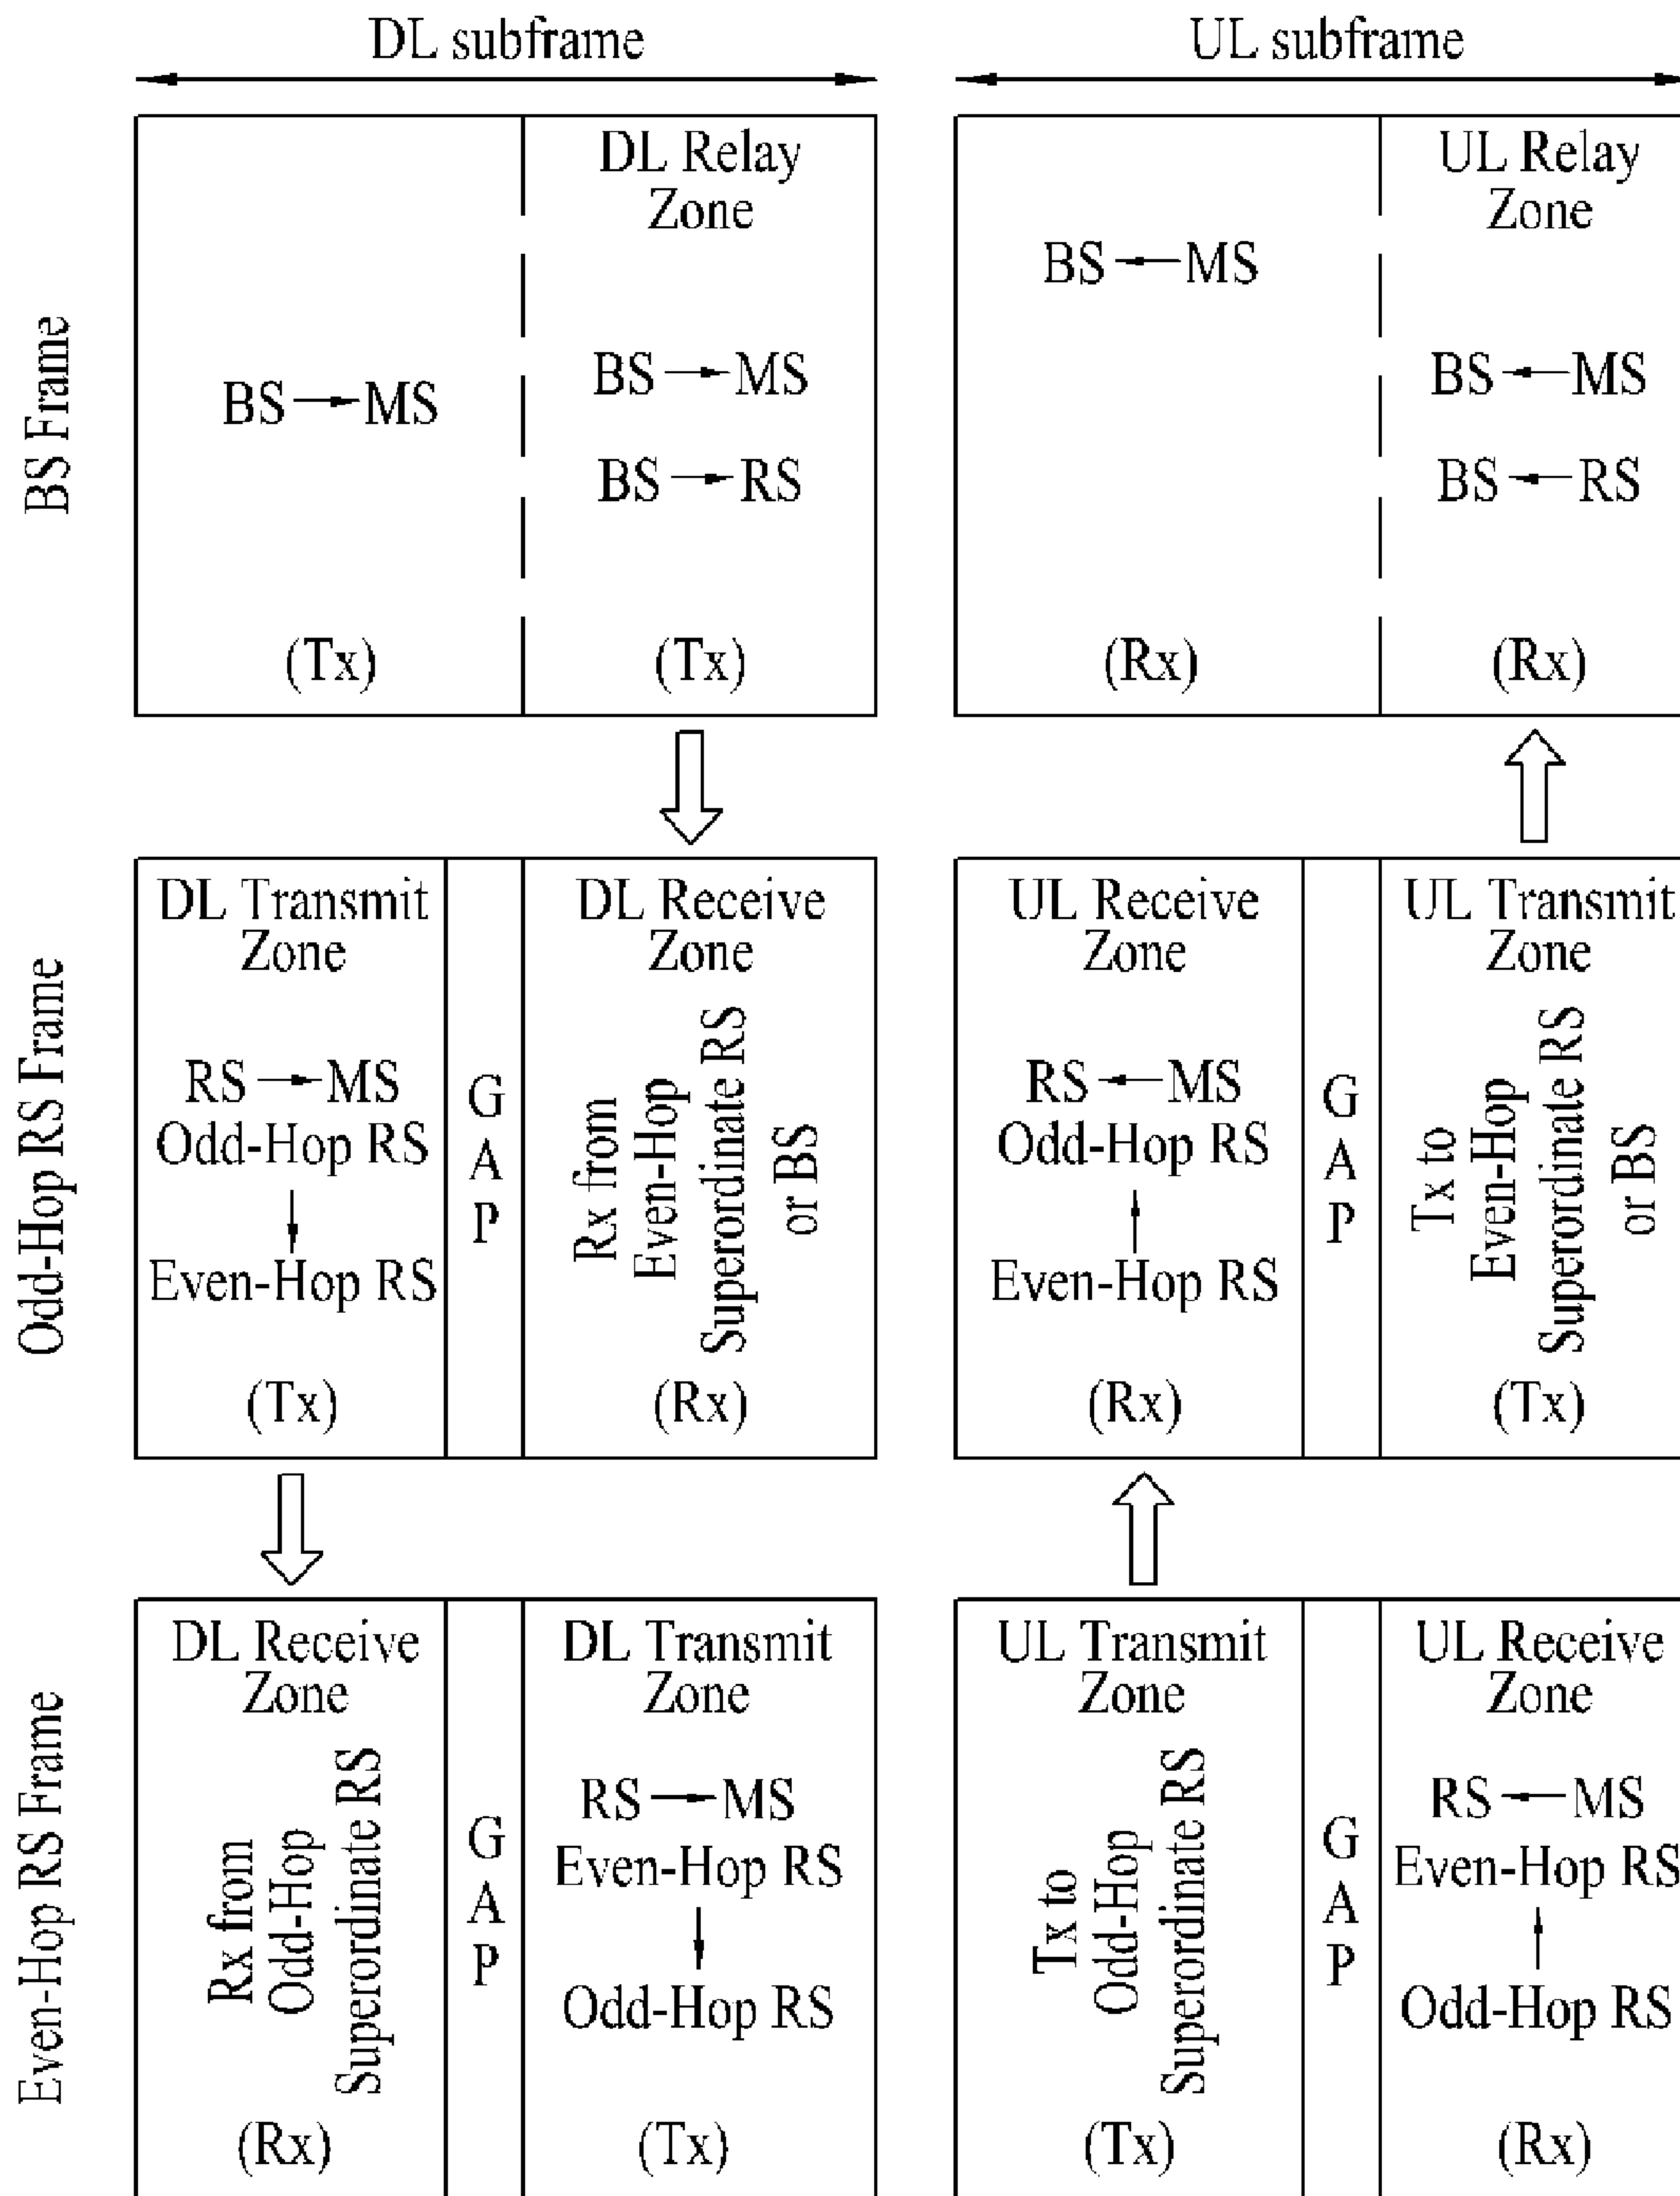 DL subframe
UL subframe
BS Frame
BS → MS
(Tx)
DL Relay
Zone
BS → MS
BS → RS
(Tx)
BS ← MS
(Rx)
UL Relay
Zone
BS ← MS
BS ← RS
(Rx)
Odd-Hop RS Frame
DL Transmit
Zone
RS → MS
Odd-Hop RS
Even-Hop RS
(Tx)
GAP
DL Receive
Zone
Rx from
Even-Hop
Superordinate RS
or BS
(Rx)
UL Receive
Zone
RS ← MS
Odd-Hop RS
Even-Hop RS
(Rx)
GAP
UL Transmit
Zone
Tx to
Even-Hop
Superordinate RS
or BS
(Tx)
Even-Hop RS Frame
DL Receive
Zone
Rx from
Odd-Hop
Superordinate RS
(Rx)
GAP
DL Transmit
Zone
RS → MS
Even-Hop RS
Odd-Hop RS
(Tx)
UL Transmit
Zone
Tx to
Odd-Hop
Superordinate RS
(Tx)
GAP
UL Receive
Zone
RS ← MS
Even-Hop RS
Odd-Hop RS
(Rx)